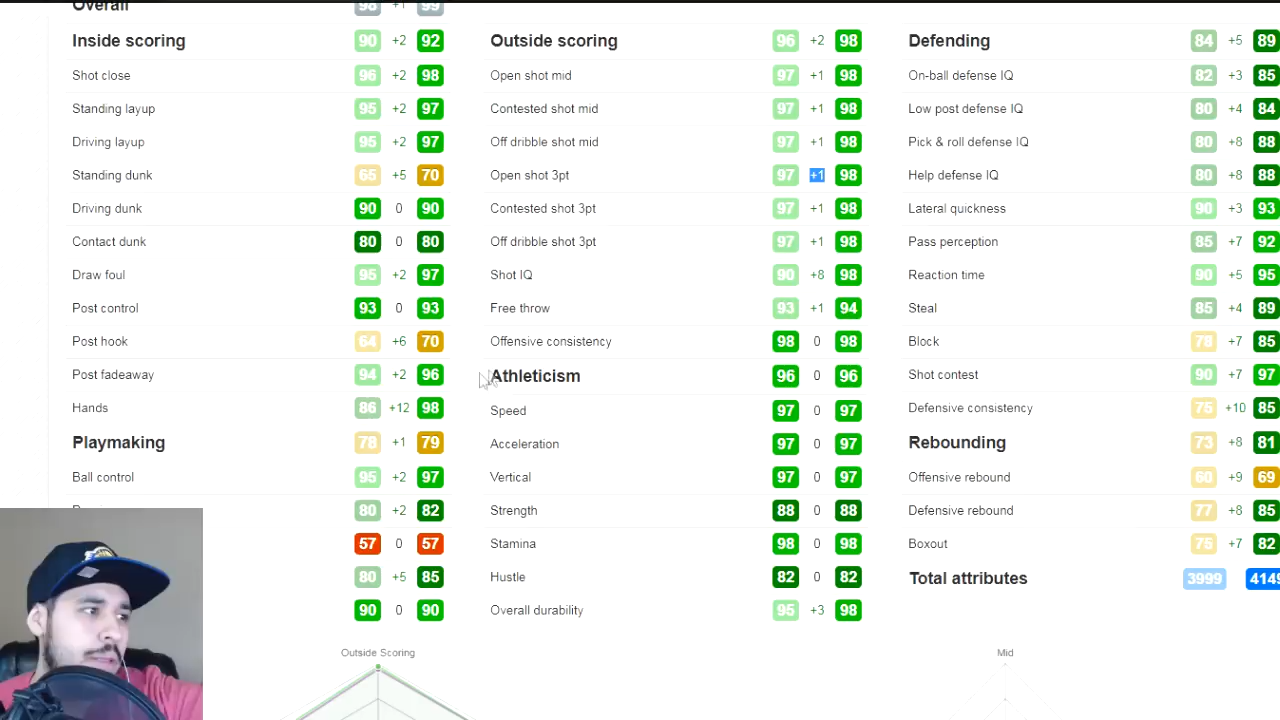 Overall 98 +1 99
Inside scoring 90 +2 92
Shot close 96 +2 98
Standing layup 95 +2 97
Driving layup 95 +2 97
Standing dunk 65 +5 70
Driving dunk 90 0 90
Contact dunk 80 0 80
Draw foul 95 +2 97
Post control 93 0 93
Post hook 64 +6 70
Post fadeaway 94 +2 96
Hands 86 +12 98
Playmaking 78 +1 79
Ball control 95 +2 97
80 +2 82
57 0 57
80 +5 85
90 0 90
Outside scoring 96 +2 98
Open shot mid 97 +1 98
Contested shot mid 97 +1 98
Off dribble shot mid 97 +1 98
Open shot 3pt 97 +1 98
Contested shot 3pt 97 +1 98
Off dribble shot 3pt 97 +1 98
Shot IQ 90 +8 98
Free throw 93 +1 94
Offensive consistency 98 0 98
Athleticism 96 0 96
Speed 97 0 97
Acceleration 97 0 97
Vertical 97 0 97
Strength 88 0 88
Stamina 98 0 98
Hustle 82 0 82
Overall durability 95 +3 98
Defending 84 +5 89
On-ball defense IQ 82 +3 85
Low post defense IQ 80 +4 84
Pick & roll defense IQ 80 +8 88
Help defense IQ 80 +8 88
Lateral quickness 90 +3 93
Pass perception 85 +7 92
Reaction time 90 +5 95
Steal 85 +4 89
Block 78 +7 85
Shot contest 90 +7 97
Defensive consistency 75 +10 85
Rebounding 73 +8 81
Offensive rebound 60 +9 69
Defensive rebound 77 +8 85
Boxout 75 +7 82
Total attributes 3999 4149
Outside Scoring
Mid